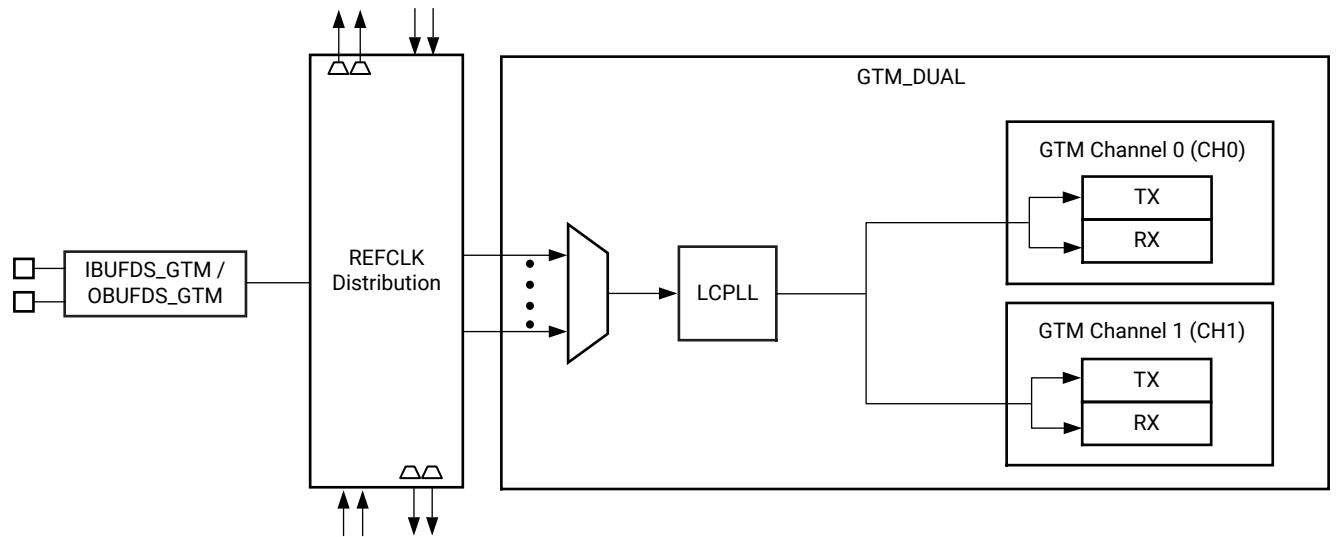 GTM_DUAL
GTM Channel 0 (CH0)
TX
RX
IBUFDS_GTM /
OBUFDS_GTM
REFCLK
Distribution
LCPLL
GTM Channel 1 (CH1)
TX
RX